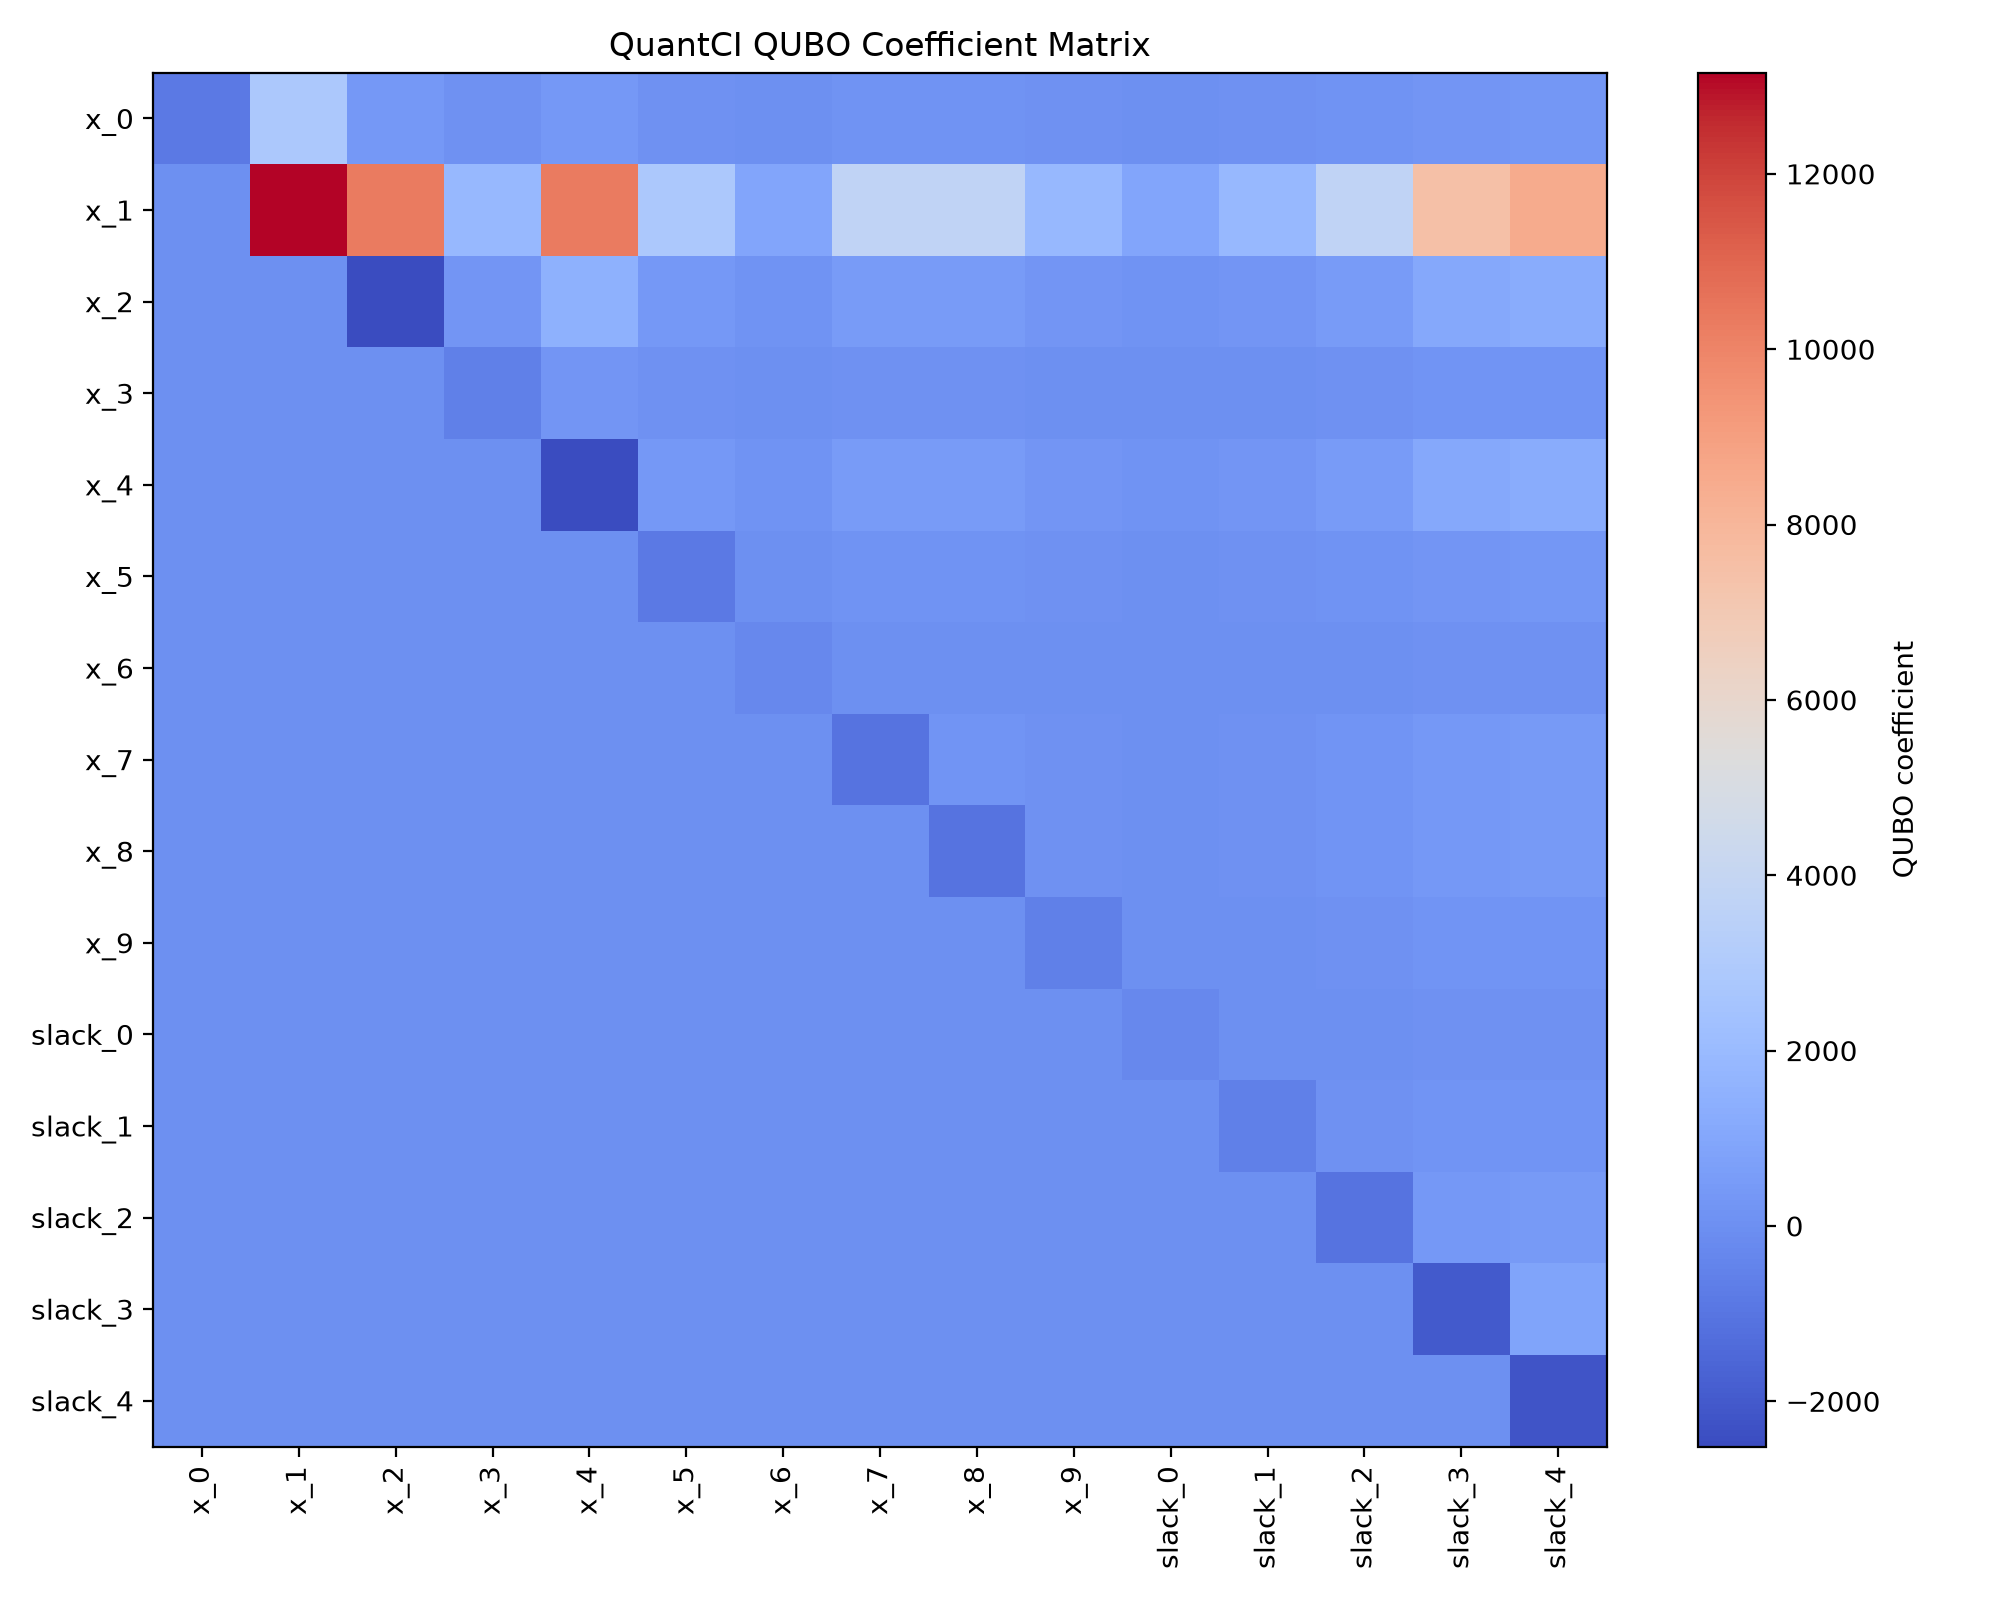 QuantCI QUBO Coefficient Matrix
x_0
x_1
x_2
x_3
x_4
x_5
x_6
x_7
x_8
x_9
slack_0
slack_1
slack_2
slack_3
slack_4
x_0
x_1
x_2
x_3
x_4
x_5
x_6
x_7
x_8
x_9
slack_0
slack_1
slack_2
slack_3
slack_4
12000
10000
8000
6000
4000
2000
0
−2000
QUBO coefficient